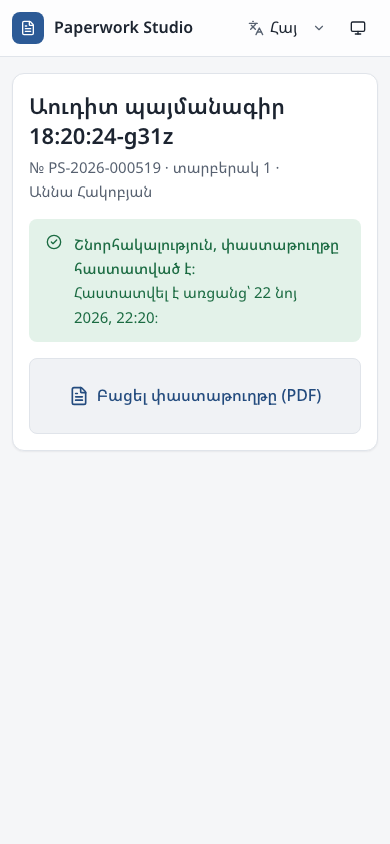 Paperwork Studio
Հայ
Աուդիտ պայմանագիր
18:20:24-g31z
№ PS-2026-000519 · տարբերակ 1 ·
Աննա Հակոբյան
Շնորհակալություն, փաստաթուղթը
հաստատված է:
Հաստատվել է առցանց՝ 22 նոյ
2026, 22:20:
Բացել փաստաթուղթը (PDF)